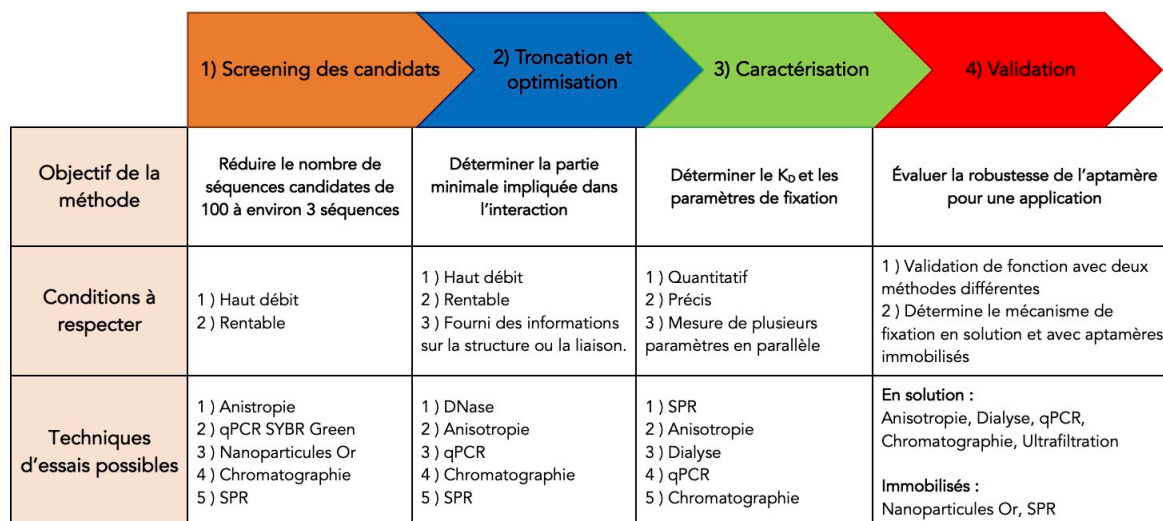 1) Screening des candidats
2) Troncation et
optimisation
3) Caractérisation
4) Validation
Objectif de la
méthode
Réduire le nombre de
séquences candidates de
100 à environ 3 séquences
Déterminer la partie
minimale impliquée dans
l'interaction
Déterminer le KD et les
paramètres de fixation
Évaluer la robustesse de l'aptamère
pour une application
Conditions à
respecter
1 ) Haut débit
2) Rentable
1 ) Haut débit
2) Rentable
3 ) Fourni des informations
sur la structure ou la liaison.
1 ) Quantitatif
2) Précis
3 ) Mesure de plusieurs
paramètres en parallèle
1 ) Validation de fonction avec deux
méthodes différentes
2 ) Détermine le mécanisme de
fixation en solution et avec aptamères
immobilisés
Techniques
d'essais possibles
1 ) Anistropie
2 ) qPCR SYBR Green
3 ) Nanoparticules Or
4 ) Chromatographie
5 ) SPR
1 ) DNase
2 ) Anisotropie
3 ) qPCR
4 ) Chromatographie
5 ) SPR
1 ) SPR
2 ) Anisotropie
3 ) Dialyse
4 ) qPCR
5 ) Chromatographie
En solution :
Anisotropie, Dialyse, qPCR,
Chromatographie, Ultrafiltration
Immobilisés :
Nanoparticules Or, SPR